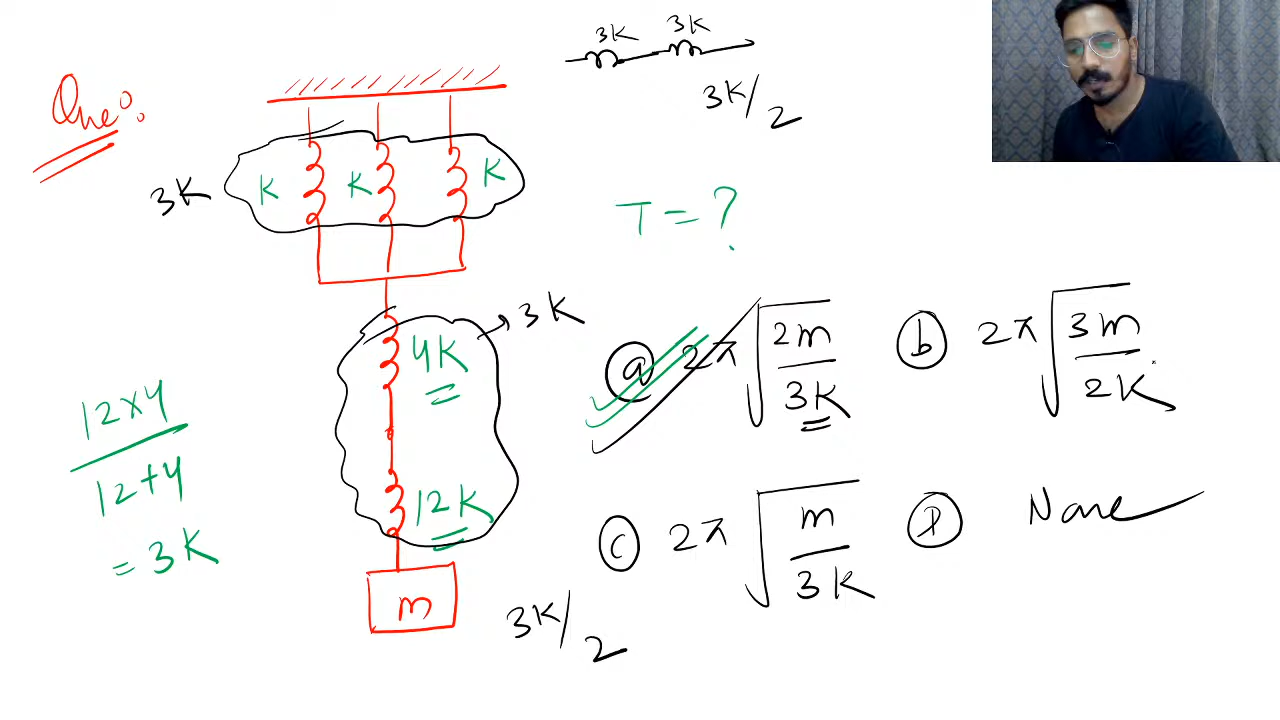 Que:
3K 3K
3K/2
3K
K K K
T = ?
3K
4K
12K
m
12×4
12+4
= 3K
3K/2
(a) 2π √ 2m / 3K
(b) 2π √ 3m / 2K
(c) 2π √ m / 3K
(D) None